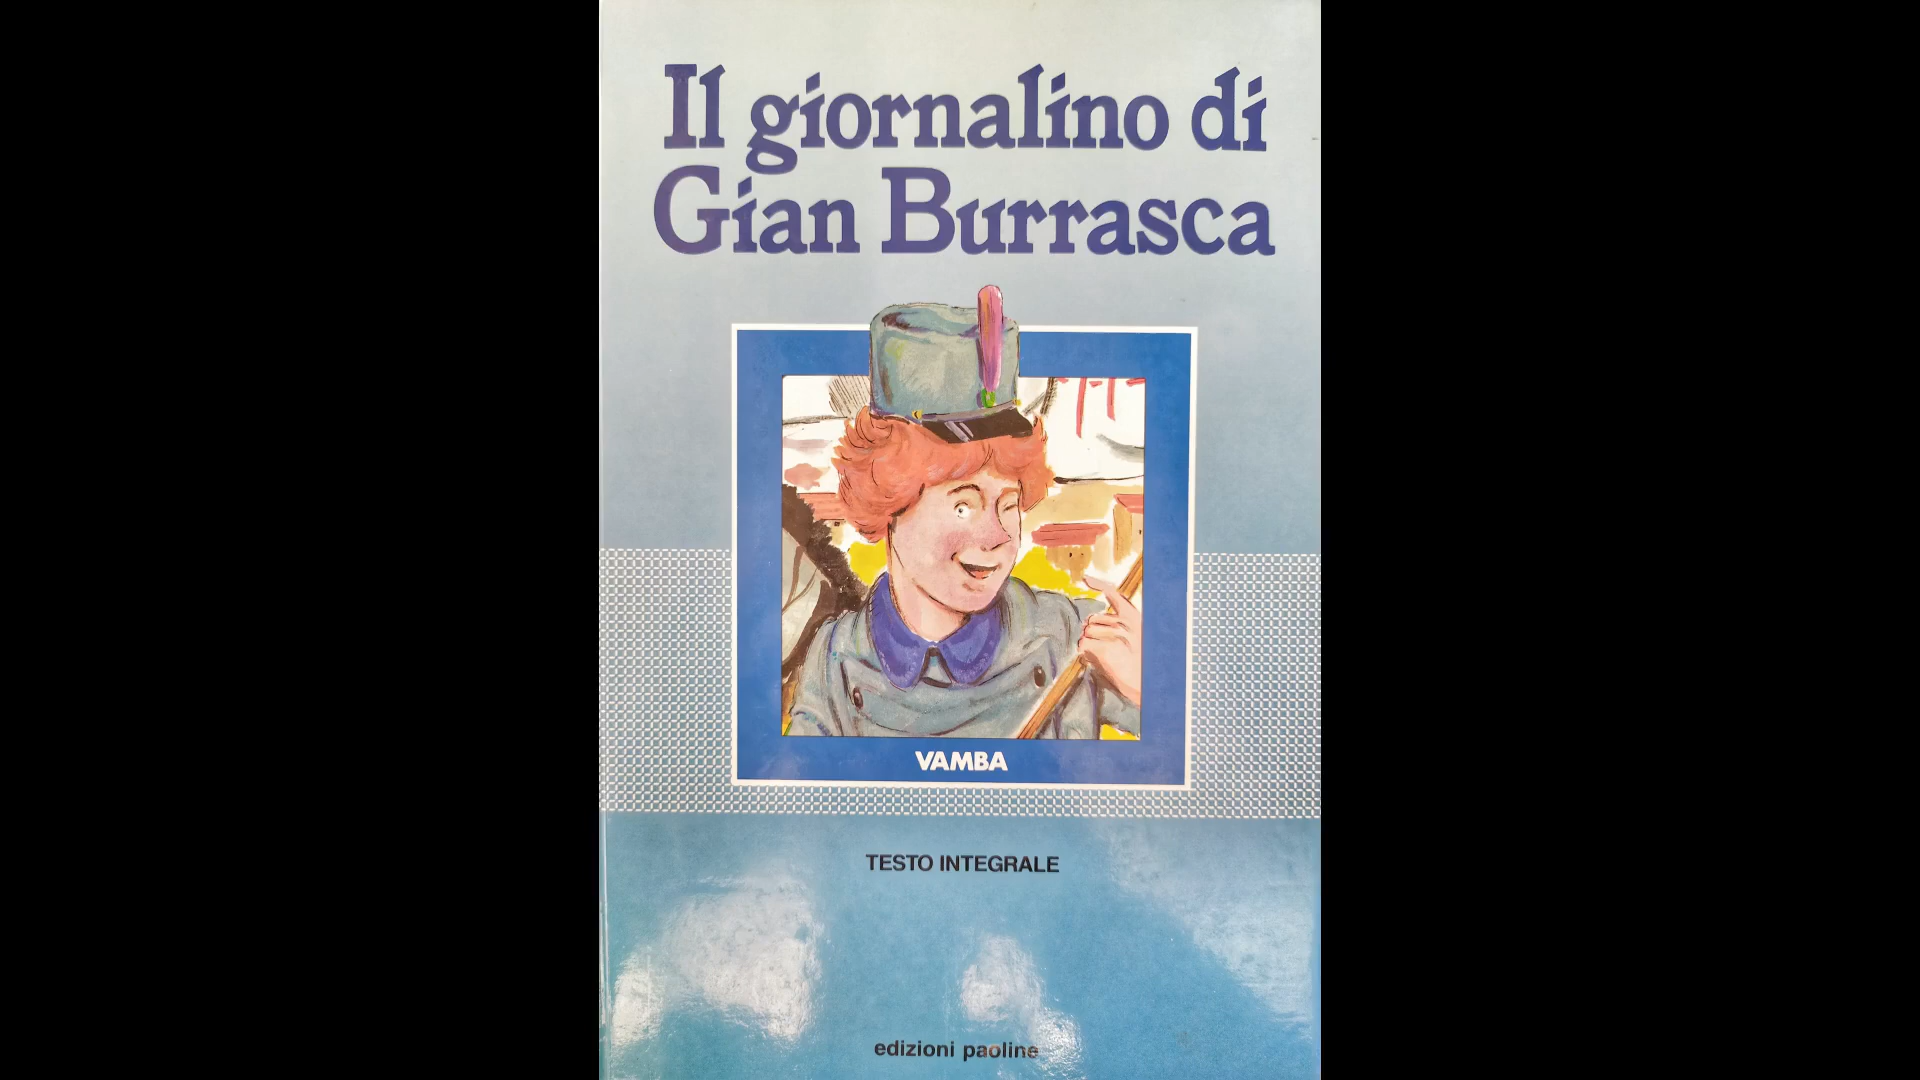 Il giornalino di
Gian Burrasca
VAMBA
TESTO INTEGRALE
edizioni paoline